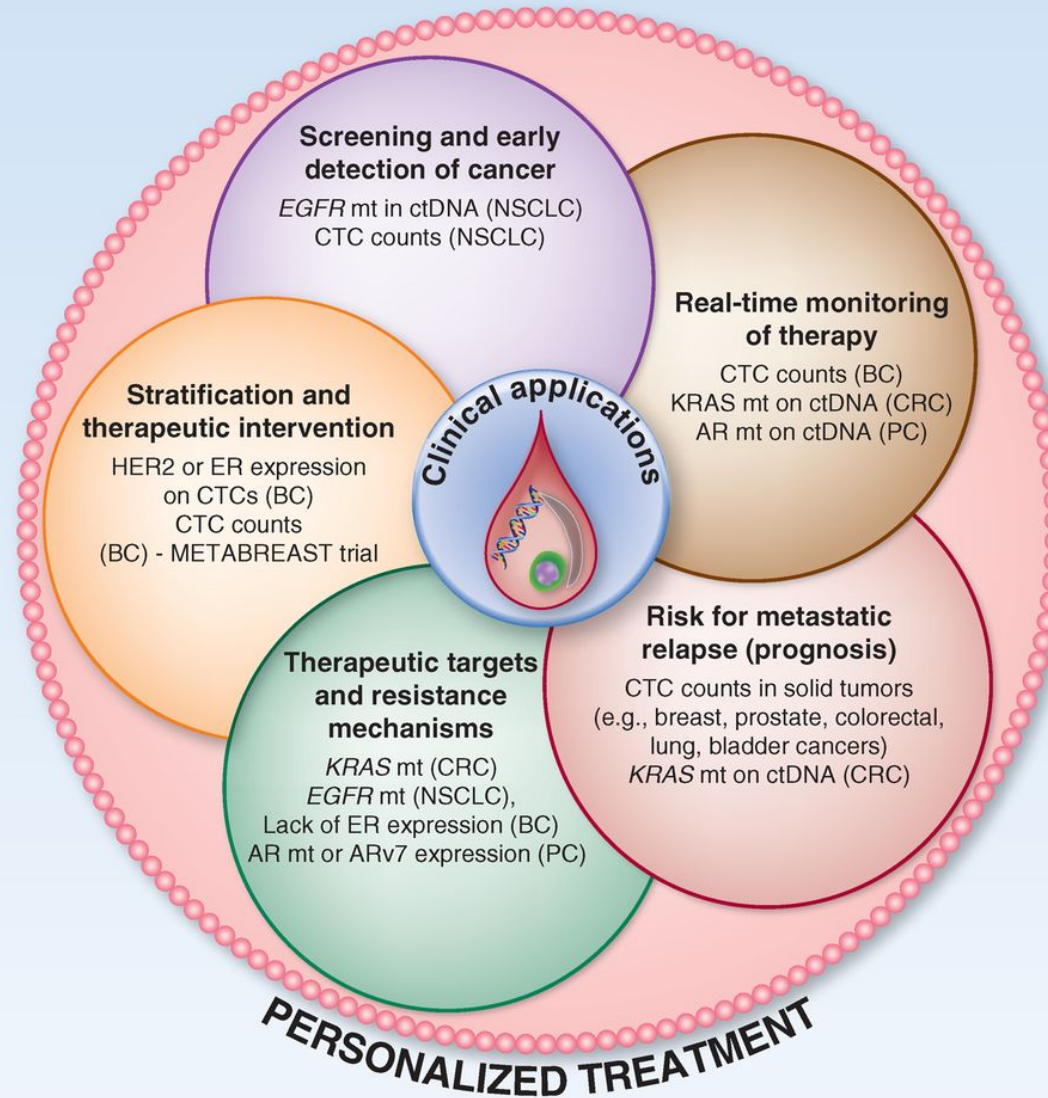 Screening and early
detection of cancer
EGFR mt in ctDNA (NSCLC)
CTC counts (NSCLC)
Real-time monitoring
of therapy
CTC counts (BC)
KRAS mt on ctDNA (CRC)
AR mt on ctDNA (PC)
Clinical applications
Stratification and
therapeutic intervention
HER2 or ER expression
on CTCs (BC)
CTC counts
(BC) - METABREAST trial
Risk for metastatic
relapse (prognosis)
CTC counts in solid tumors
(e.g., breast, prostate, colorectal,
lung, bladder cancers)
KRAS mt on ctDNA (CRC)
Therapeutic targets
and resistance
mechanisms
KRAS mt (CRC)
EGFR mt (NSCLC),
Lack of ER expression (BC)
AR mt or ARv7 expression (PC)
PERSONALIZED TREATMENT